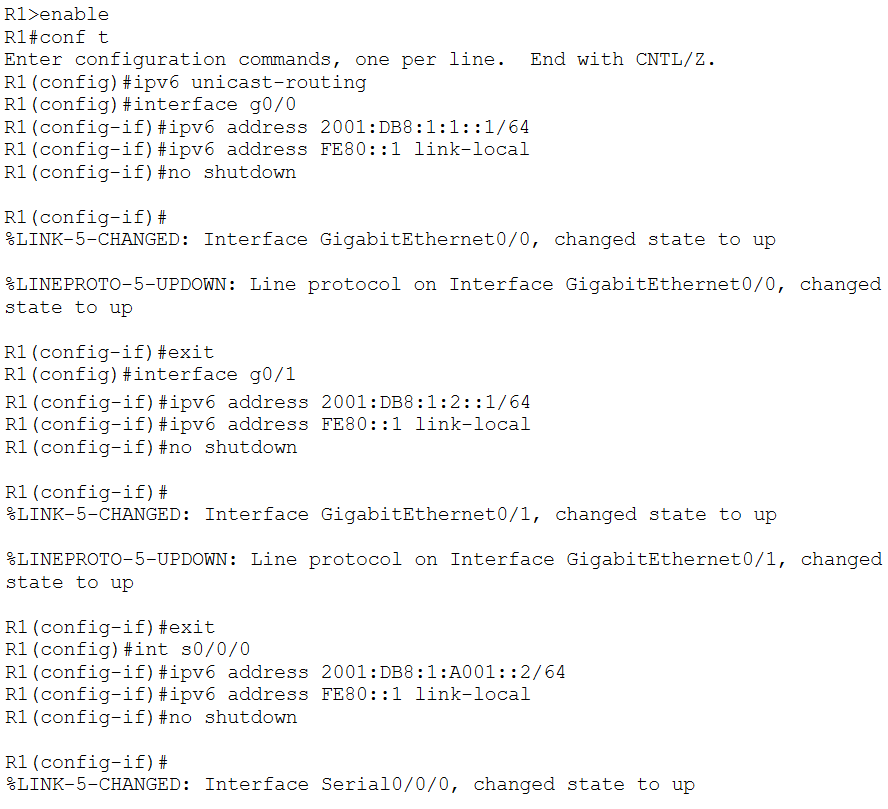 R1>enable
R1#conf t
Enter configuration commands, one per line.  End with CNTL/Z.
R1(config)#ipv6 unicast-routing
R1(config)#interface g0/0
R1(config-if)#ipv6 address 2001:DB8:1:1::1/64
R1(config-if)#ipv6 address FE80::1 link-local
R1(config-if)#no shutdown

R1(config-if)#
%LINK-5-CHANGED: Interface GigabitEthernet0/0, changed state to up

%LINEPROTO-5-UPDOWN: Line protocol on Interface GigabitEthernet0/0, changed
state to up

R1(config-if)#exit
R1(config)#interface g0/1
R1(config-if)#ipv6 address 2001:DB8:1:2::1/64
R1(config-if)#ipv6 address FE80::1 link-local
R1(config-if)#no shutdown

R1(config-if)#
%LINK-5-CHANGED: Interface GigabitEthernet0/1, changed state to up

%LINEPROTO-5-UPDOWN: Line protocol on Interface GigabitEthernet0/1, changed
state to up

R1(config-if)#exit
R1(config)#int s0/0/0
R1(config-if)#ipv6 address 2001:DB8:1:A001::2/64
R1(config-if)#ipv6 address FE80::1 link-local
R1(config-if)#no shutdown

R1(config-if)#
%LINK-5-CHANGED: Interface Serial0/0/0, changed state to up